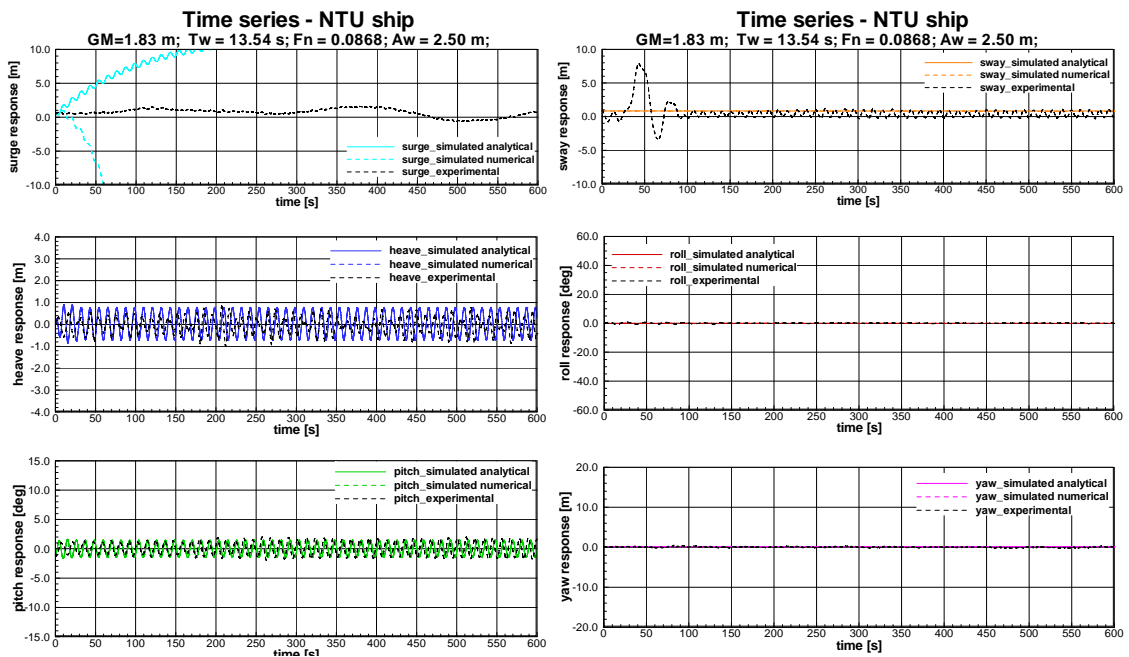 Time series - NTU ship
GM=1.83 m; Tw = 13.54 s; Fn = 0.0868; Aw = 2.50 m;
surge response [m]
10.0
5.0
0.0
-5.0
-10.0
surge_simulated analytical
surge_simulated numerical
surge_experimental
0 50 100 150 200 250 300 350 400 450 500 550 600
time [s]
Time series - NTU ship
GM=1.83 m; Tw = 13.54 s; Fn = 0.0868; Aw = 2.50 m;
sway response [m]
10.0
5.0
0.0
-5.0
-10.0
sway_simulated analytical
sway_simulated numerical
sway_experimental
0 50 100 150 200 250 300 350 400 450 500 550 600
time [s]
heave response [m]
4.0
3.0
2.0
1.0
0.0
-1.0
-2.0
-3.0
-4.0
heave_simulated analytical
heave_simulated numerical
heave_experimental
0 50 100 150 200 250 300 350 400 450 500 550 600
time [s]
roll response [deg]
60.0
40.0
20.0
0.0
-20.0
-40.0
-60.0
roll_simulated analytical
roll_simulated numerical
roll_experimental
0 50 100 150 200 250 300 350 400 450 500 550 600
time [s]
pitch response [deg]
15.0
10.0
5.0
0.0
-5.0
-10.0
-15.0
pitch_simulated analytical
pitch_simulated numerical
pitch_experimental
0 50 100 150 200 250 300 350 400 450 500 550 600
time [s]
yaw response [m]
20.0
10.0
0.0
-10.0
-20.0
yaw_simulated analytical
yaw_simulated numerical
yaw_experimental
0 50 100 150 200 250 300 350 400 450 500 550 600
time [s]